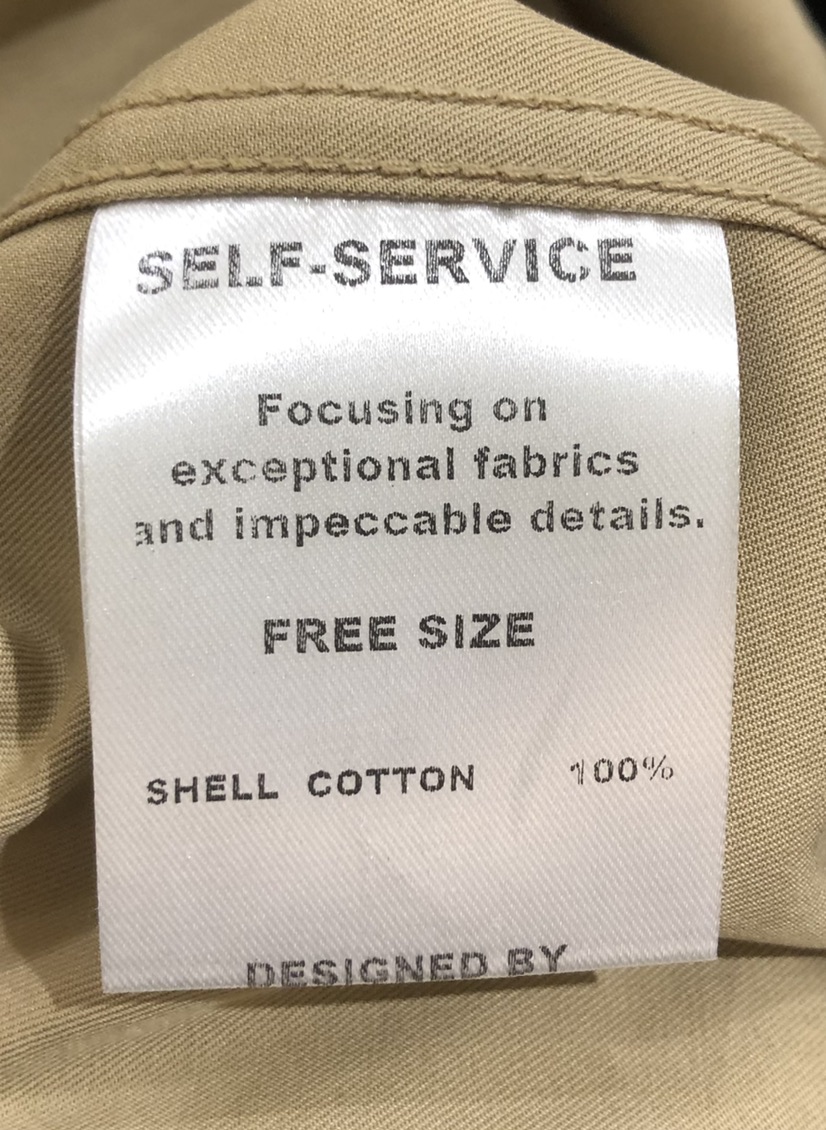 SELF-SERVICE
Focusing on
exceptional fabrics
and impeccable details.
FREE SIZE
SHELL COTTON 100%
DESIGNED BY